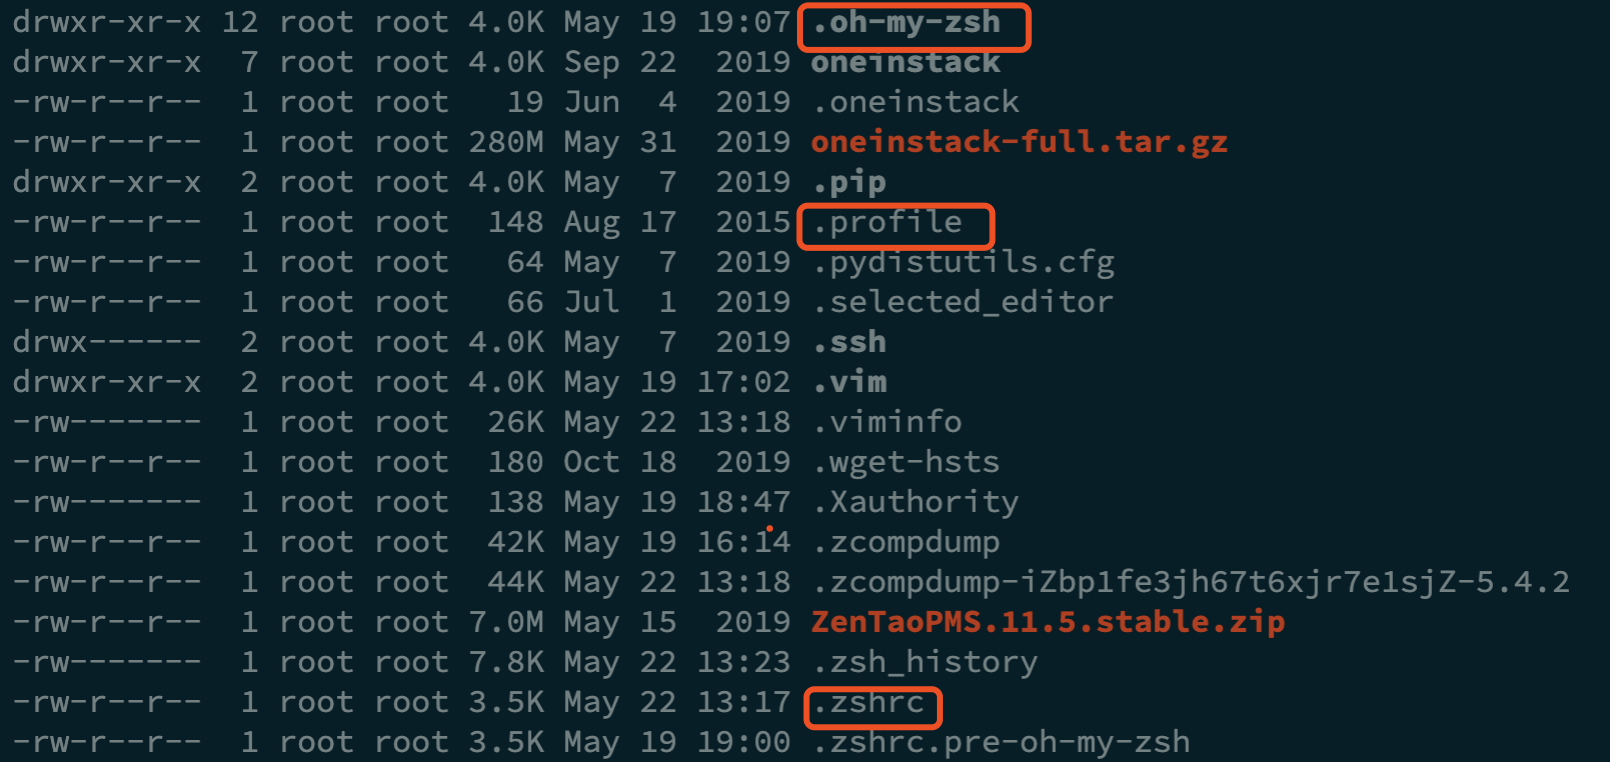 drwxr-xr-x 12 root root 4.0K May 19 19:07 .oh-my-zsh
drwxr-xr-x  7 root root 4.0K Sep 22  2019 oneinstack
-rw-r--r--  1 root root   19 Jun  4  2019 .oneinstack
-rw-r--r--  1 root root 280M May 31  2019 oneinstack-full.tar.gz
drwxr-xr-x  2 root root 4.0K May  7  2019 .pip
-rw-r--r--  1 root root  148 Aug 17  2015 .profile
-rw-r--r--  1 root root   64 May  7  2019 .pydistutils.cfg
-rw-r--r--  1 root root   66 Jul  1  2019 .selected_editor
drwx------  2 root root 4.0K May  7  2019 .ssh
drwxr-xr-x  2 root root 4.0K May 19 17:02 .vim
-rw-------  1 root root  26K May 22 13:18 .viminfo
-rw-r--r--  1 root root  180 Oct 18  2019 .wget-hsts
-rw-------  1 root root  138 May 19 18:47 .Xauthority
-rw-r--r--  1 root root  42K May 19 16:14 .zcompdump
-rw-r--r--  1 root root  44K May 22 13:18 .zcompdump-iZbp1fe3jh67t6xjr7e1sjZ-5.4.2
-rw-r--r--  1 root root 7.0M May 15  2019 ZenTaoPMS.11.5.stable.zip
-rw-------  1 root root 7.8K May 22 13:23 .zsh_history
-rw-r--r--  1 root root 3.5K May 22 13:17 .zshrc
-rw-r--r--  1 root root 3.5K May 19 19:00 .zshrc.pre-oh-my-zsh